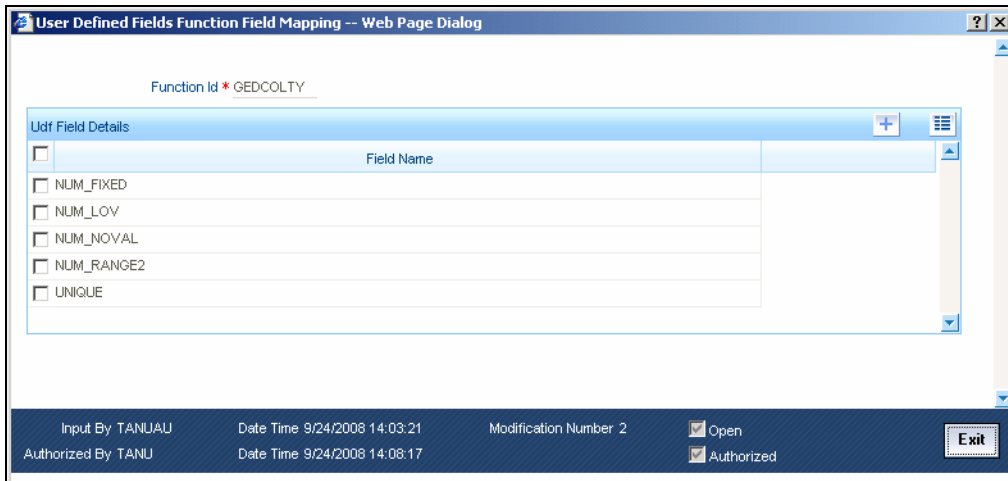 User Defined Fields Function Field Mapping -- Web Page Dialog
Function Id * GEDCOLTY
Udf Field Details
Field Name
NUM_FIXED
NUM_LOV
NUM_NOVAL
NUM_RANGE2
UNIQUE
Input By TANUAU Date Time 9/24/2008 14:03:21 Modification Number 2 Open
Authorized By TANU Date Time 9/24/2008 14:08:17 Authorized
Exit